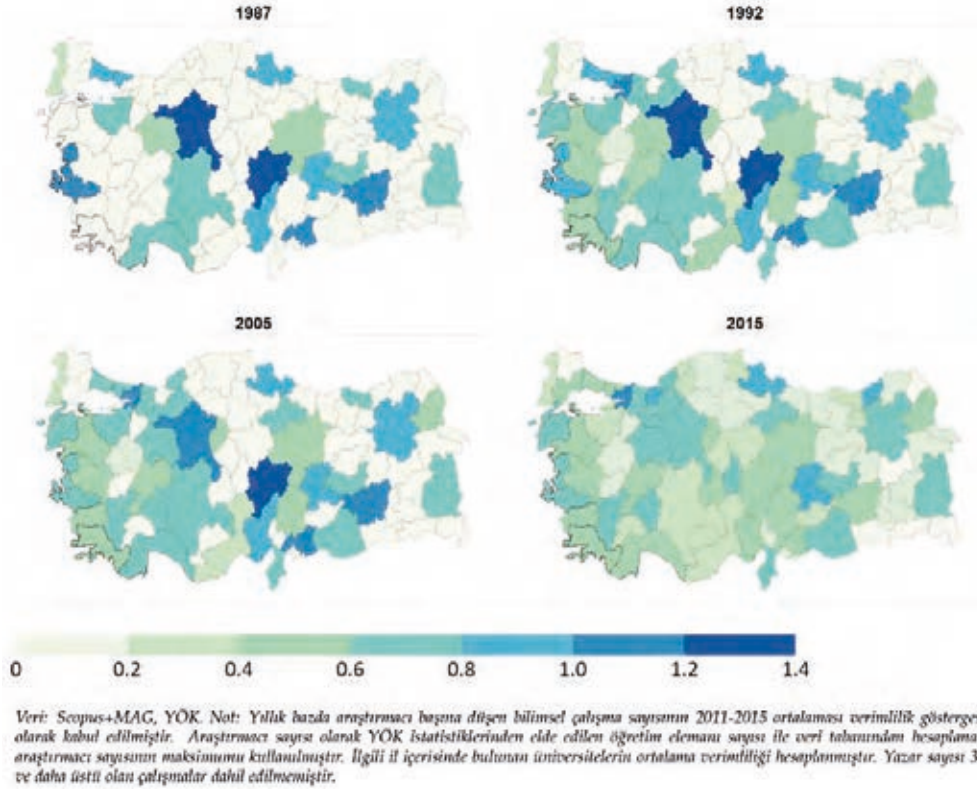 1987
1992
2005
2015
0 0.2 0.4 0.6 0.8 1.0 1.2 1.4
Veri: Scopus+MAG, YÖK. Not: Yıllık bazda araştırmacı başına düşen bilimsel çalışma sayısının 2011-2015 ortalaması verimlilik gösterge
olarak kabul edilmiştir. Araştırmacı sayısı olarak YÖK istatistiklerinden elde edilen öğretim elemanı sayısı ile veri tabanından hesaplana
araştırmacı sayısının maksimumu kullanılmıştır. İlgili il içerisinde bulunan üniversitelerin ortalama verimliliği hesaplanmıştır. Yazar sayısı 3
ve daha üstü olan çalışmalar dahil edilmemiştir.